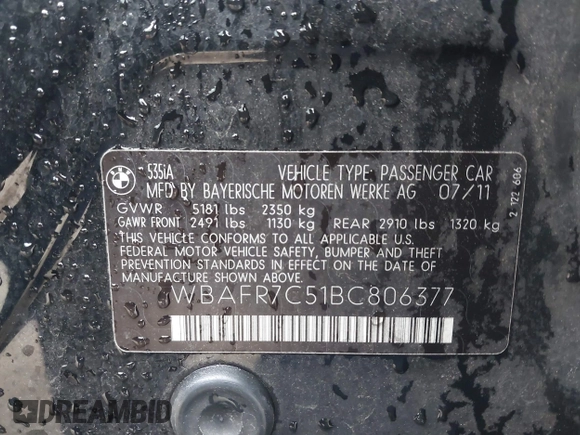 535iA VEHICLE TYPE: PASSENGER CAR
MFD BY BAYERISCHE MOTOREN WERKE AG 07/11
GVWR 5181 lbs 2350 kg
GAWR FRONT 2491 lbs 1130 kg REAR 2910 lbs 1320 kg
THIS VEHICLE CONFORMS TO ALL APPLICABLE U.S.
FEDERAL MOTOR VEHICLE SAFETY, BUMPER AND THEFT
PREVENTION STANDARDS IN EFFECT ON THE DATE OF
MANUFACTURE SHOWN ABOVE.
WBAFR7C51BC806377
2 722 606
DREAMBID